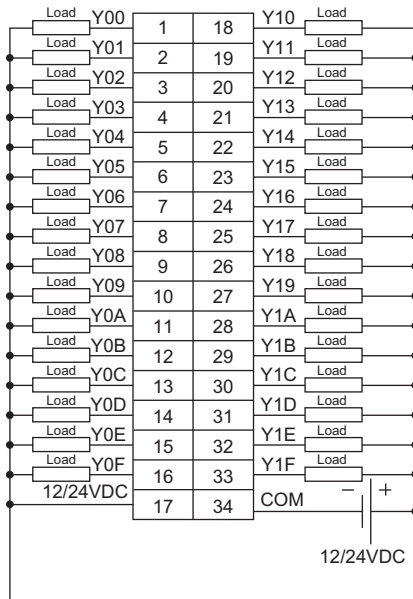 Load Y00 1 18 Y10 Load
Load Y01 2 19 Y11 Load
Load Y02 3 20 Y12 Load
Load Y03 4 21 Y13 Load
Load Y04 5 22 Y14 Load
Load Y05 6 23 Y15 Load
Load Y06 7 24 Y16 Load
Load Y07 8 25 Y17 Load
Load Y08 9 26 Y18 Load
Load Y09 10 27 Y19 Load
Load Y0A 11 28 Y1A Load
Load Y0B 12 29 Y1B Load
Load Y0C 13 30 Y1C Load
Load Y0D 14 31 Y1D Load
Load Y0E 15 32 Y1E Load
Load Y0F 16 33 Y1F Load
12/24VDC 17 34 COM − +
12/24VDC